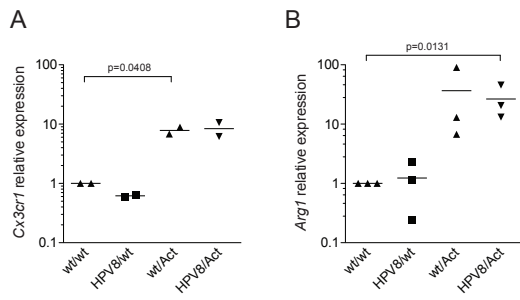 A
p=0.0408
100
10
1
0.1
Cx3cr1 relative expression
wt/wt
HPV8/wt
wt/Act
HPV8/Act
B
p=0.0131
100
10
1
0.1
Arg1 relative expression
wt/wt
HPV8/wt
wt/Act
HPV8/Act